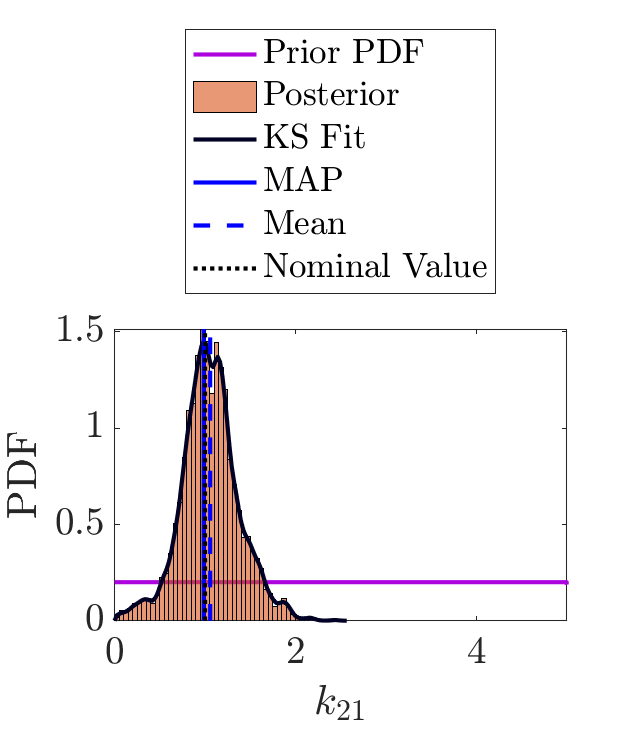 Prior PDF
Posterior
KS Fit
MAP
Mean
Nominal Value
1.5
1
0.5
0
PDF
0 2 4
k₂₁